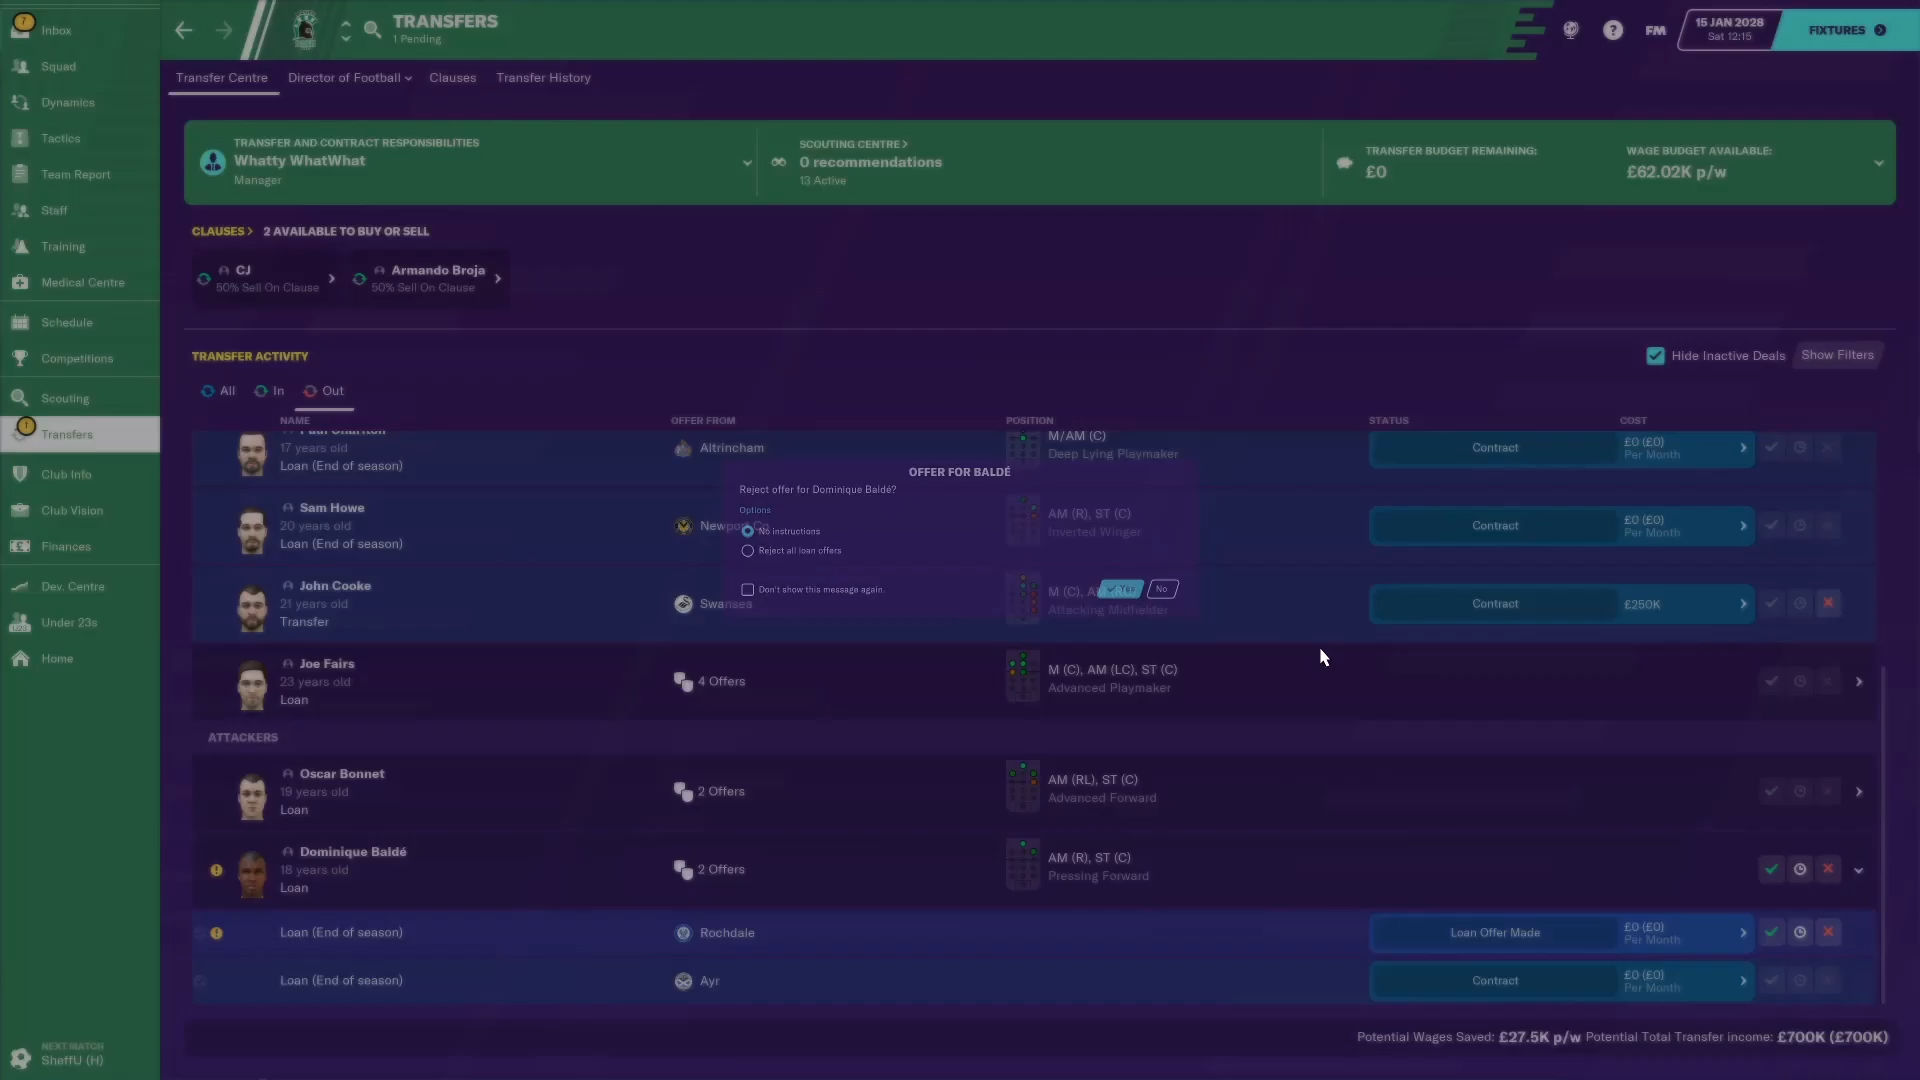 7
Inbox
Squad
Dynamics
Tactics
Team Report
Staff
Training
Medical Centre
Schedule
Competitions
Scouting
1
Transfers
Club Info
Club Vision
Finances
Dev. Centre
Under 23s
Home
NEXT MATCH
SheffU (H)
TRANSFERS
1 Pending
FM
15 JAN 2028
Sat 12:15
FIXTURES
Transfer Centre
Director of Football
Clauses
Transfer History
TRANSFER AND CONTRACT RESPONSIBILITIES
Whatty WhatWhat
Manager
SCOUTING CENTRE >
0 recommendations
13 Active
TRANSFER BUDGET REMAINING:
£0
WAGE BUDGET AVAILABLE:
£62.02K p/w
CLAUSES > 2 AVAILABLE TO BUY OR SELL
CJ
50% Sell On Clause
Armando Broja
50% Sell On Clause
TRANSFER ACTIVITY
Hide Inactive Deals
Show Filters
All
In
Out
NAME
OFFER FROM
POSITION
STATUS
COST
Paul Charlton
17 years old
Loan (End of season)
Altrincham
M/AM (C)
Deep Lying Playmaker
Contract
£0 (£0)
Per Month
Sam Howe
20 years old
Loan (End of season)
Newport Co
AM (R), ST (C)
Inverted Winger
Contract
£0 (£0)
Per Month
John Cooke
21 years old
Transfer
Swansea
M (C), AM
Attacking Midfielder
Contract
£250K
OFFER FOR BALDÉ
Reject offer for Dominique Baldé?
Options
No instructions
Reject all loan offers
Don't show this message again.
Yes
No
Joe Fairs
23 years old
Loan
4 Offers
M (C), AM (LC), ST (C)
Advanced Playmaker
ATTACKERS
Oscar Bonnet
19 years old
Loan
2 Offers
AM (RL), ST (C)
Advanced Forward
Dominique Baldé
18 years old
Loan
2 Offers
AM (R), ST (C)
Pressing Forward
Loan (End of season)
Rochdale
Loan Offer Made
£0 (£0)
Per Month
Loan (End of season)
Ayr
Contract
£0 (£0)
Per Month
Potential Wages Saved: £27.5K p/w Potential Total Transfer income: £700K (£700K)